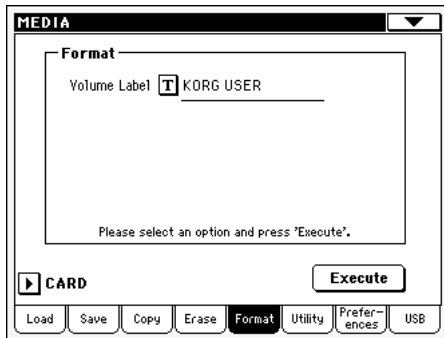 MEDIA
Format
Volume Label T KORG USER
Please select an option and press 'Execute'.
CARD Execute
Load Save Copy Erase Format Utility Prefer-ences USB